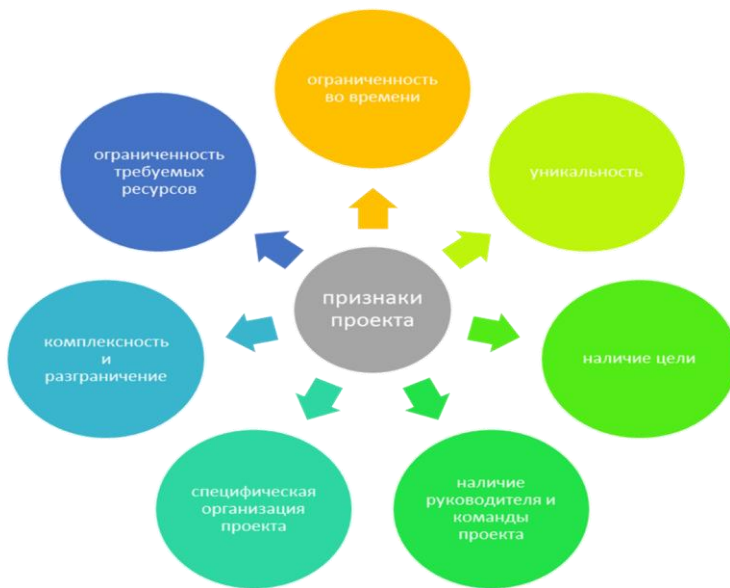 ограниченность
во времени
уникальность
наличие цели
наличие
руководителя и
команды
проекта
специфическая
организация
проекта
комплексность
и
разграничение
ограниченность
требуемых
ресурсов
признаки
проекта